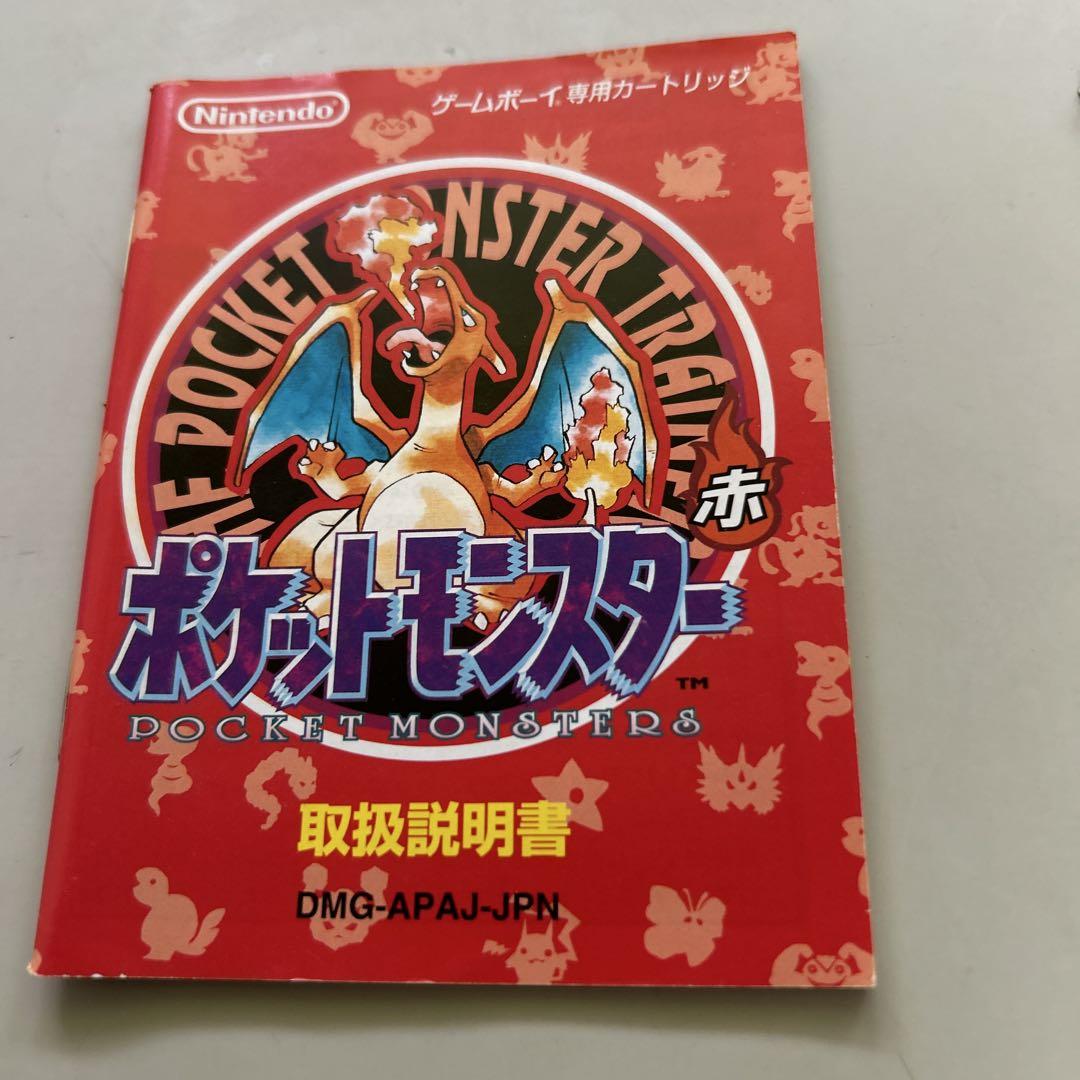 Nintendo®
ゲームボーイ®専用カートリッジ
POCKET MONSTER
赤
ポケットモンスター
TM
POCKET MONSTERS
取扱説明書
DMG-APAJ-JPN